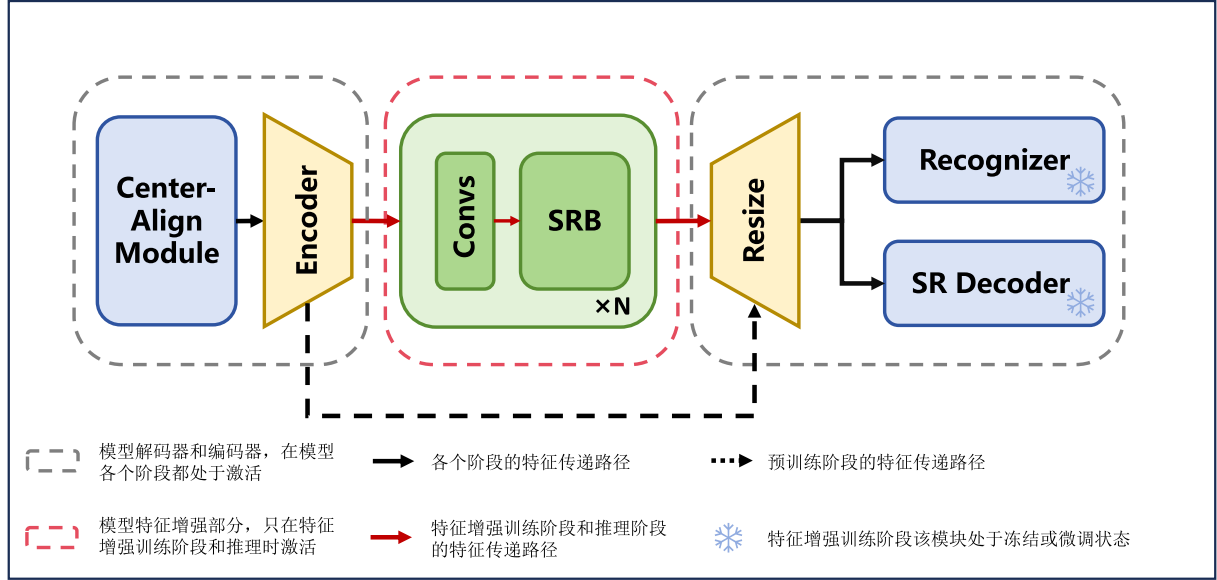 Center-
Align
Module
Encoder
Convs
SRB
×N
Resize
Recognizer
SR Decoder
模型解码器和编码器，在模型
各个阶段都处于激活
各个阶段的特征传递路径
预训练阶段的特征传递路径
模型特征增强部分，只在特征
增强训练阶段和推理时激活
特征增强训练阶段和推理阶段
的特征传递路径
特征增强训练阶段该模块处于冻结或微调状态